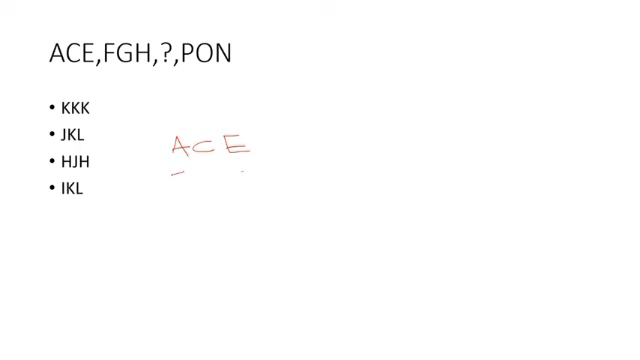 ACE,FGH,?,PON
• KKK
• JKL
• HJH
• IKL
ACE